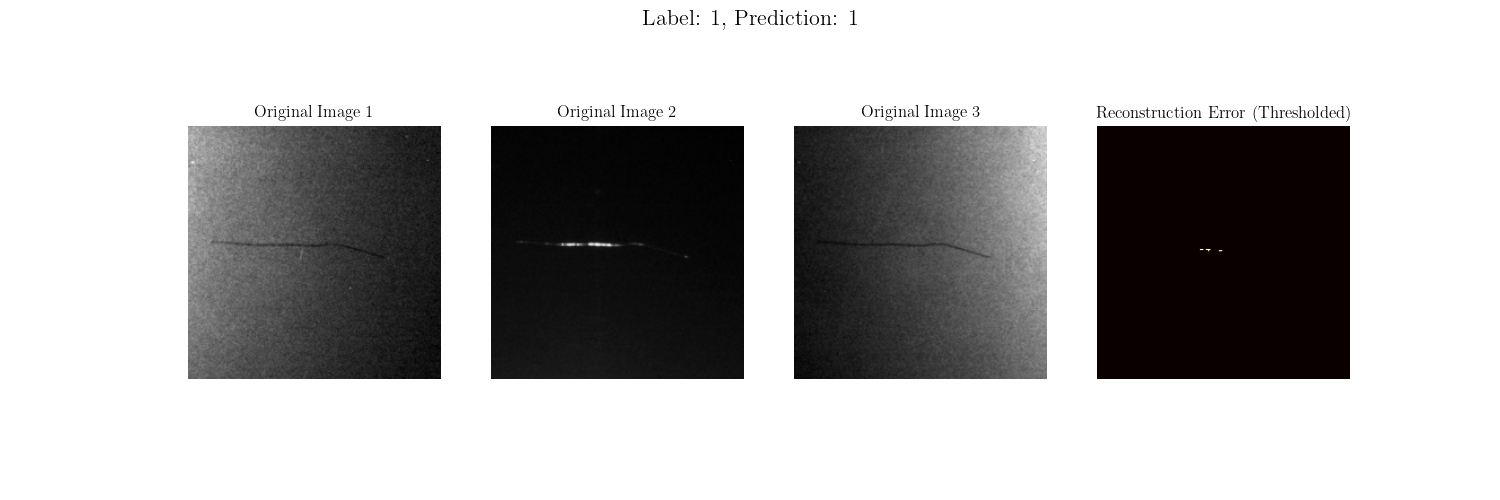 Label: 1, Prediction: 1
Original Image 1
Original Image 2
Original Image 3
Reconstruction Error (Thresholded)